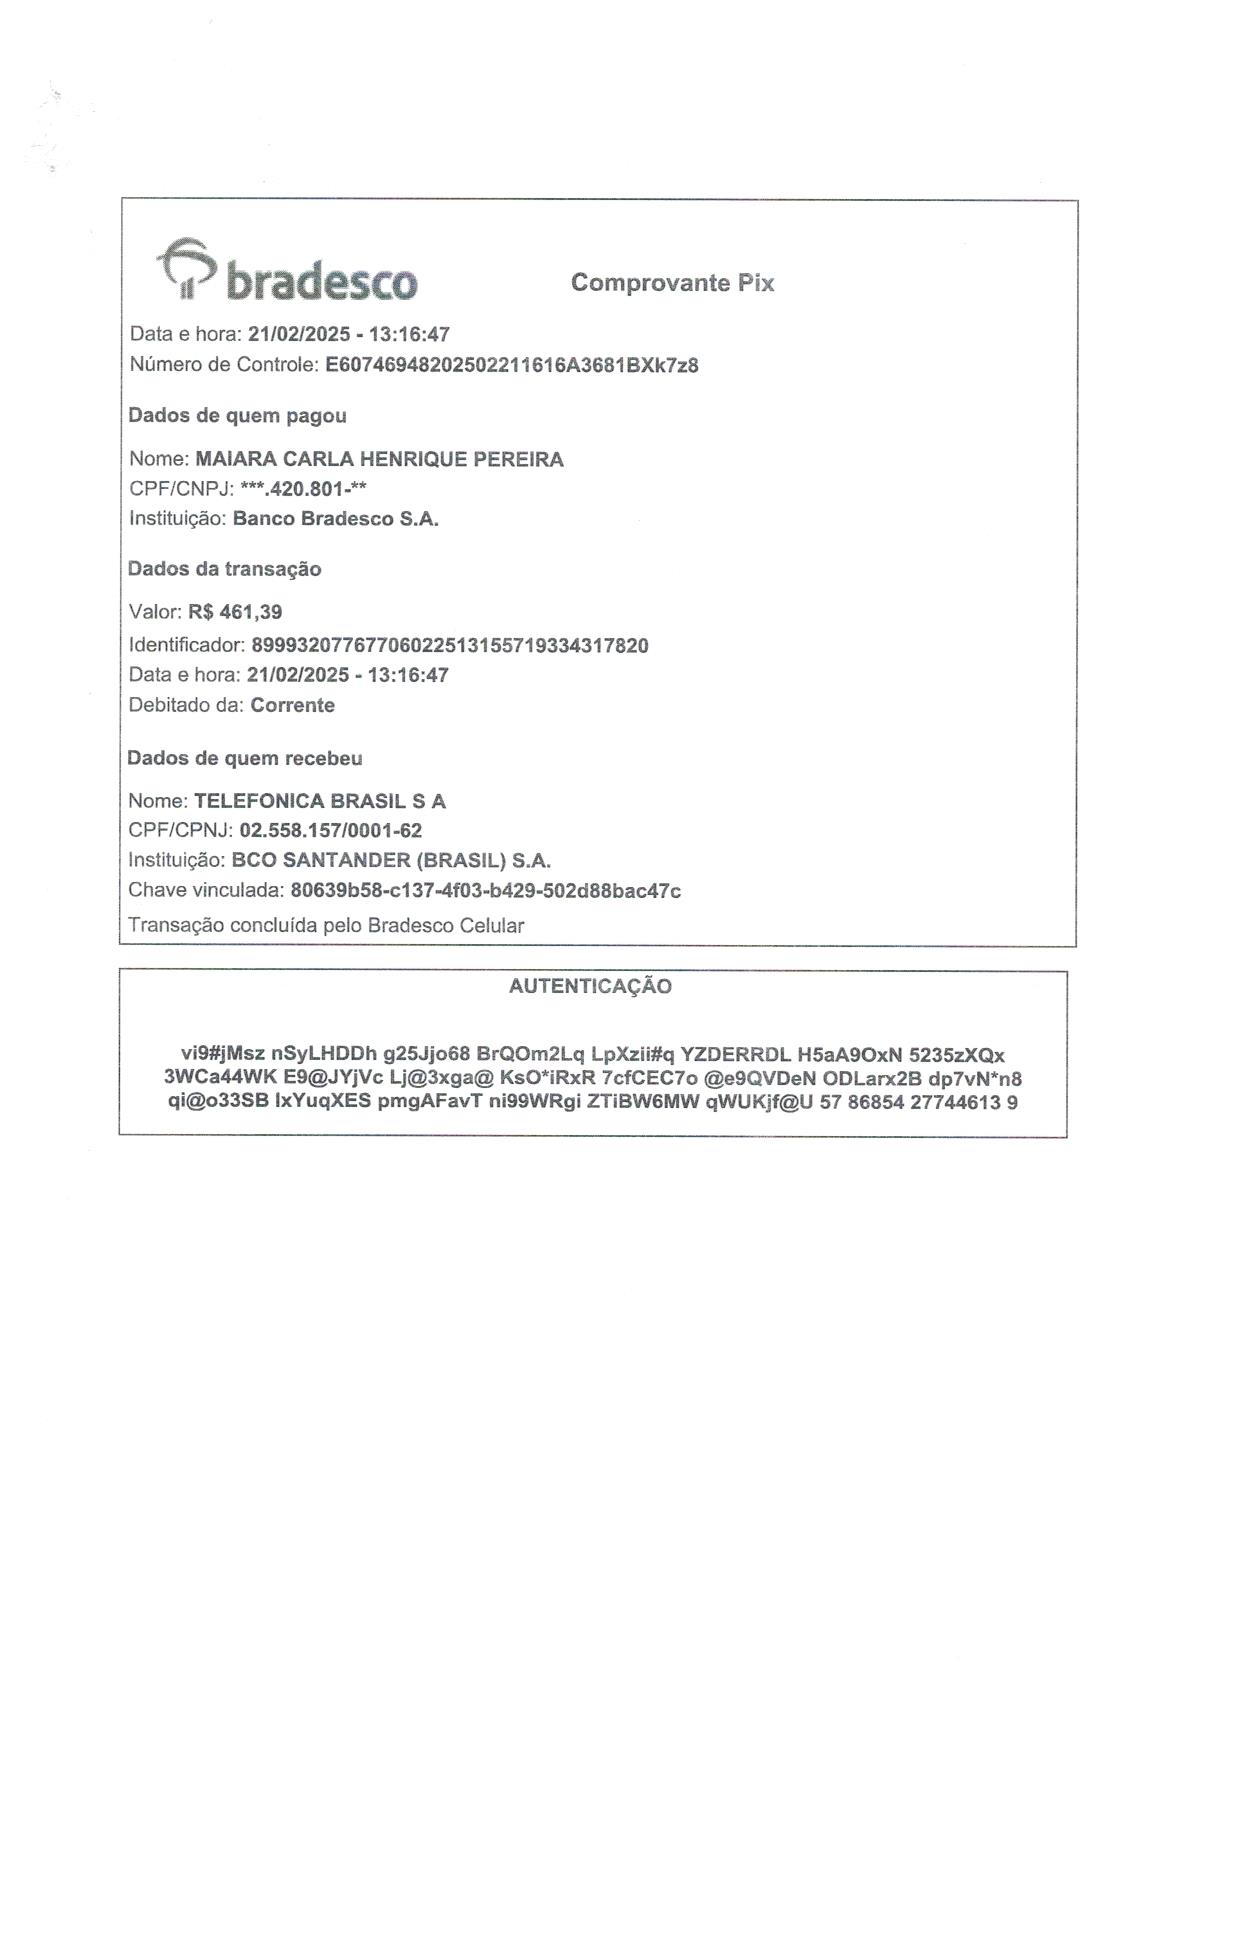 bradesco
Comprovante Pix
Data e hora: 21/02/2025 - 13:16:47
Número de Controle: E60746948202502211616A3681BXk7z8
Dados de quem pagou
Nome: MAIARA CARLA HENRIQUE PEREIRA
CPF/CNPJ: ***.420.801-**
Instituição: Banco Bradesco S.A.
Dados da transação
Valor: R$ 461,39
Identificador: 89993207767706022513155719334317820
Data e hora: 21/02/2025 - 13:16:47
Debitado da: Corrente
Dados de quem recebeu
Nome: TELEFONICA BRASIL S A
CPF/CPNJ: 02.558.157/0001-62
Instituição: BCO SANTANDER (BRASIL) S.A.
Chave vinculada: 80639b58-c137-4f03-b429-502d88bac47c
Transação concluída pelo Bradesco Celular
AUTENTICAÇÃO
vi9#jMsz nSyLHDDh g25Jjo68 BrQOm2Lq LpXzii#q YZDERRDL H5aA9OxN 5235zXQx
3WCa44WK E9@JYjVc Lj@3xga@ KsO*iRxR 7cfCEC7o @e9QVDeN ODLarx2B dp7vN*n8
qi@o33SB IxYuqXES pmgAFavT ni99WRgi ZTiBW6MW qWUKjf@U 57 86854 27744613 9